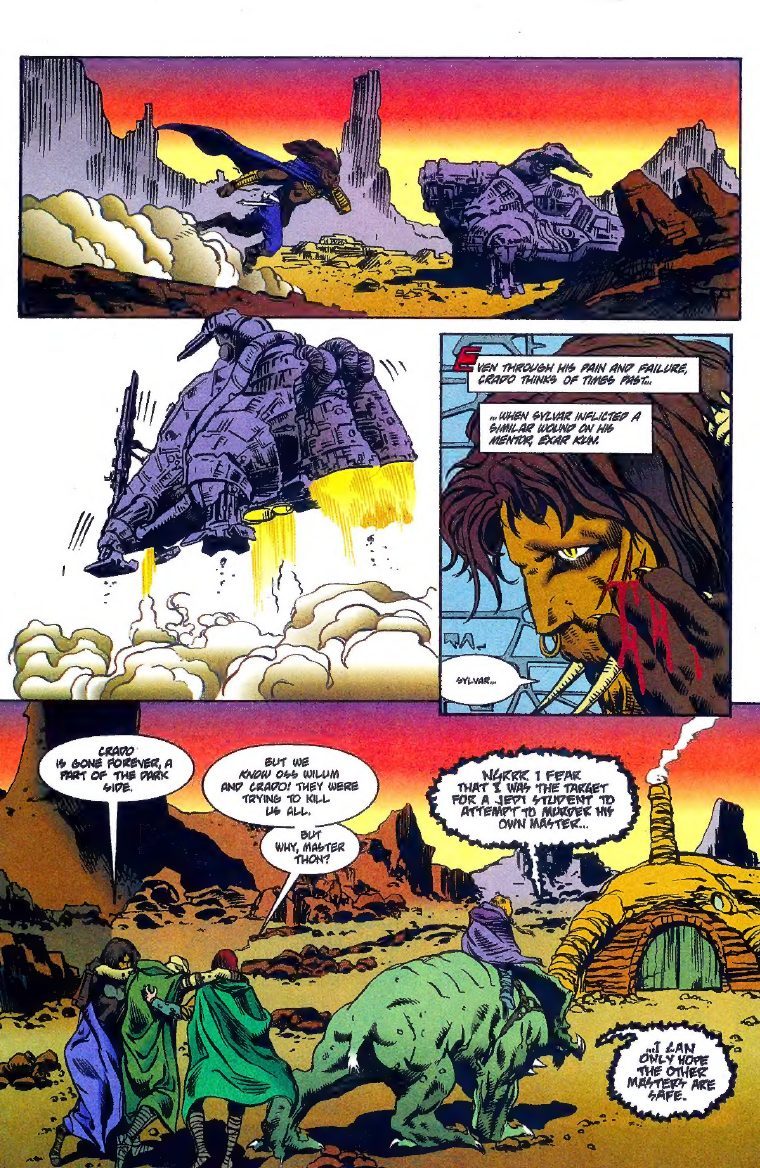 EVEN THROUGH HIS PAIN AND FAILURE,
CRADO THINKS OF TIMES PAST...
...WHEN SYLVAR INFLICTED A
SIMILAR WOUND ON HIS
MENTOR, EXAR KUN.
SYLVAR...
CRADO
IS GONE FOREVER, A
PART OF THE DARK
SIDE.
BUT WE
KNOW OSS WILUM
AND CRADO! THEY WERE
TRYING TO KILL
US ALL.
BUT
WHY, MASTER
THON?
NGRRR I FEAR
THAT I WAS THE TARGET
FOR A JEDI STUDENT TO
ATTEMPT TO MURDER HIS
OWN MASTER...
...I CAN
ONLY HOPE
THE OTHER
MASTERS ARE
SAFE.